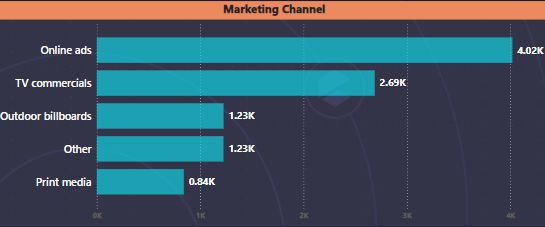 Marketing Channel
Online ads 4.02K
TV commercials 2.69K
Outdoor billboards 1.23K
Other 1.23K
Print media 0.84K
0K 1K 2K 3K 4K